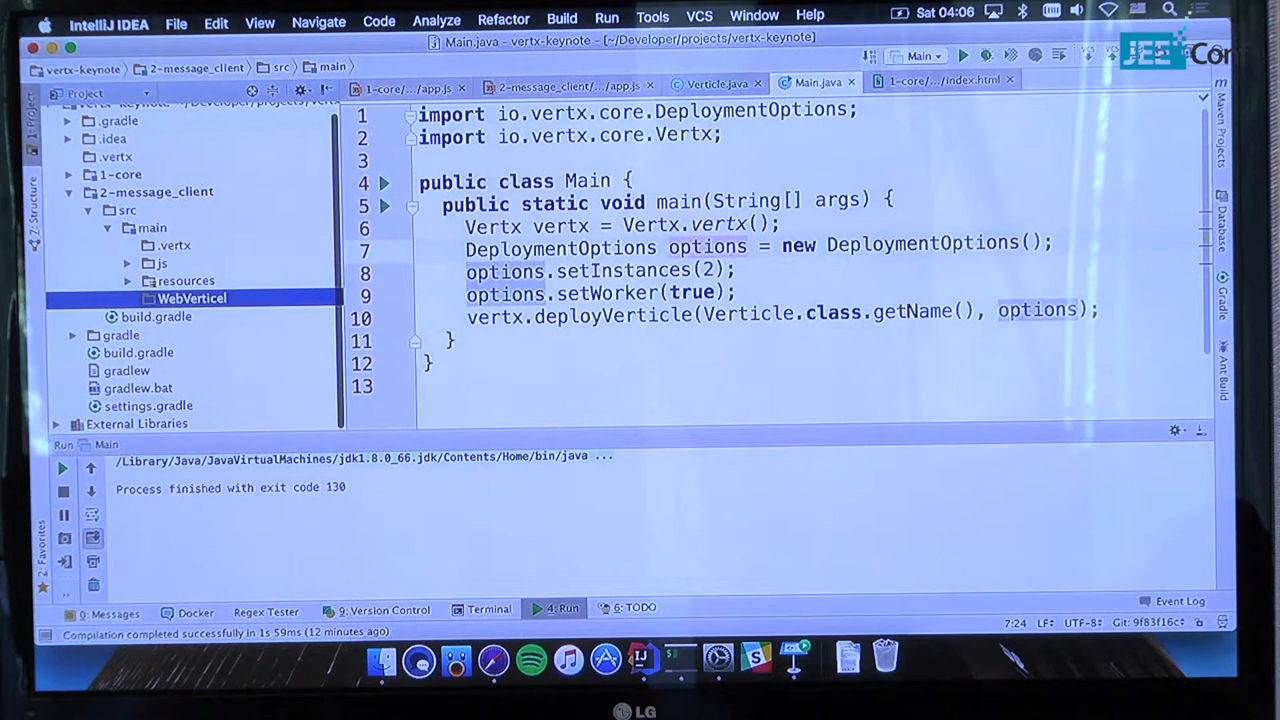 IntelliJ IDEA File Edit View Navigate Code Analyze Refactor Build Run Tools VCS Window Help Sat 04:06
JEEConf
Main.java - vertx-keynote - [~/Developer/projects/vertx-keynote]
vertx-keynote 2-message_client src main Main
Project
1-core/.../app.js 2-message_client/.../app.js Verticle.java Main.java 1-core/.../index.html
.gradle
.idea
.vertx
1-core
2-message_client
src
main
.vertx
js
resources
WebVerticel
build.gradle
gradle
build.gradle
gradlew
gradlew.bat
settings.gradle
External Libraries
1: Project
7: Structure
2: Favorites
1 import io.vertx.core.DeploymentOptions;
2 import io.vertx.core.Vertx;
3
4 public class Main {
5 public static void main(String[] args) {
6 Vertx vertx = Vertx.vertx();
7 DeploymentOptions options = new DeploymentOptions();
8 options.setInstances(2);
9 options.setWorker(true);
10 vertx.deployVerticle(Verticle.class.getName(), options);
11 }
12 }
13
Maven Projects
Database
Gradle
Ant Build
Run Main
/Library/Java/JavaVirtualMachines/jdk1.8.0_66.jdk/Contents/Home/bin/java ...
Process finished with exit code 130
0: Messages Docker Regex Tester 9: Version Control Terminal 4: Run 6: TODO Event Log
Compilation completed successfully in 1s 59ms (12 minutes ago) 7:24 LF UTF-8 Git: 9f83f16c
LG